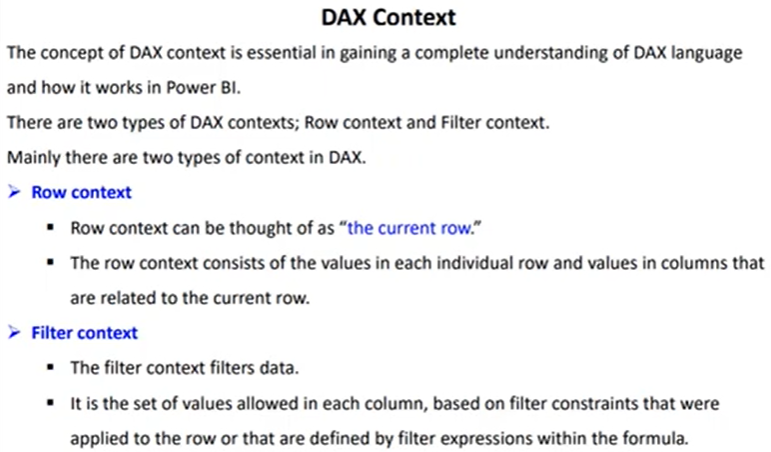 DAX Context
The concept of DAX context is essential in gaining a complete understanding of DAX language
and how it works in Power BI.
There are two types of DAX contexts; Row context and Filter context.
Mainly there are two types of context in DAX.
➢ Row context
▪ Row context can be thought of as “the current row.”
▪ The row context consists of the values in each individual row and values in columns that
are related to the current row.
➢ Filter context
▪ The filter context filters data.
▪ It is the set of values allowed in each column, based on filter constraints that were
applied to the row or that are defined by filter expressions within the formula.